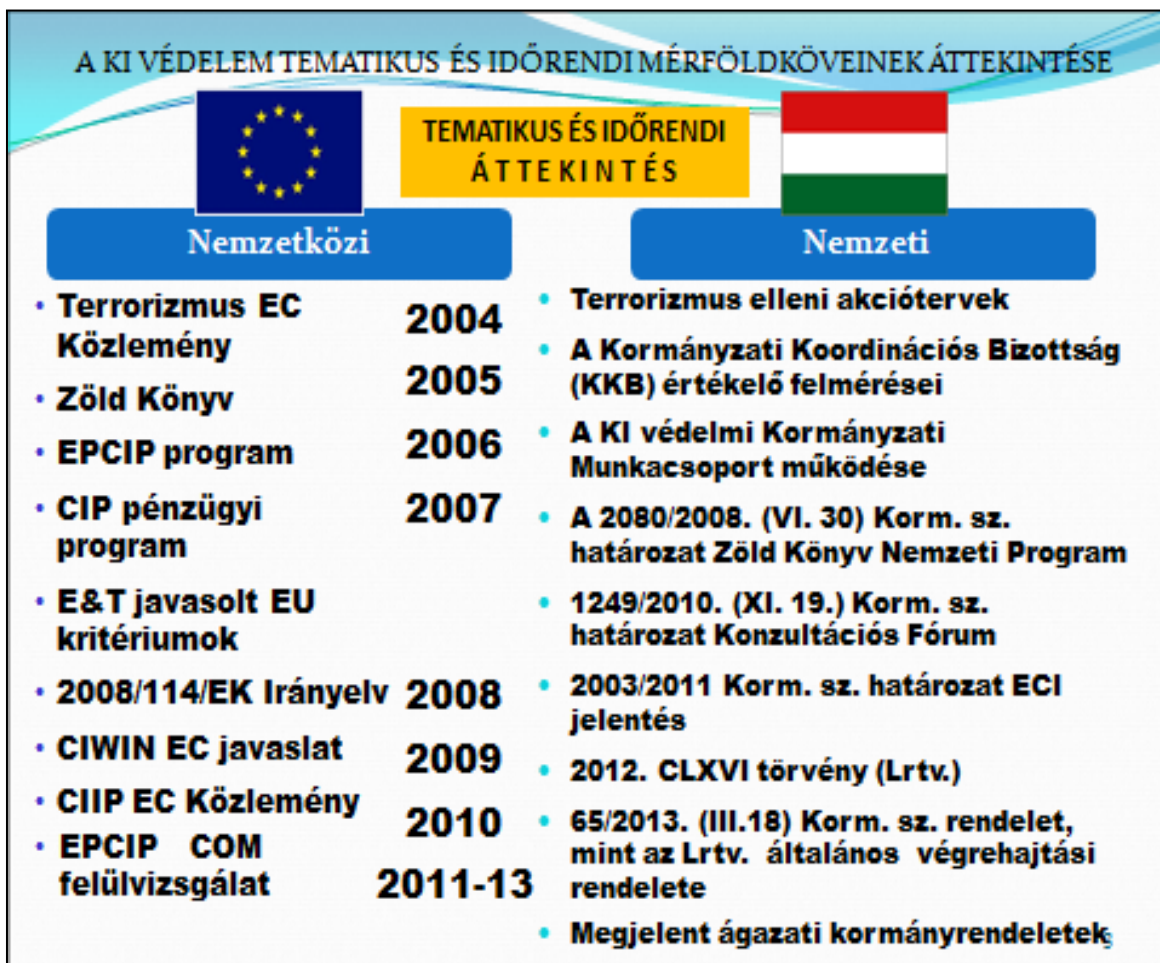 A KI VÉDELEM TEMATIKUS ÉS IDŐRENDI MÉRFÖLDKÖVEINEK ÁTTEKINTÉSE
TEMATIKUS ÉS IDŐRENDI
ÁTTEKINTÉS
Nemzetközi
• Terrorizmus EC
Közlemény
• Zöld Könyv
• EPCIP program
• CIP pénzügyi
program
• E&T javasolt EU
kritériumok
• 2008/114/EK Irányelv
• CIWIN EC javaslat
• CIIP EC Közlemény
• EPCIP COM
felülvizsgálat
2004
2005
2006
2007
2008
2009
2010
2011-13
Nemzeti
• Terrorizmus elleni akciótervek
• A Kormányzati Koordinációs Bizottság
(KKB) értékelő felmérései
• A KI védelmi Kormányzati
Munkacsoport működése
• A 2080/2008. (VI. 30) Korm. sz.
határozat Zöld Könyv Nemzeti Program
• 1249/2010. (XI. 19.) Korm. sz.
határozat Konzultációs Fórum
• 2003/2011 Korm. sz. határozat ECI
jelentés
• 2012. CLXVI törvény (Lrtv.)
• 65/2013. (III.18) Korm. sz. rendelet,
mint az Lrtv. általános végrehajtási
rendelete
• Megjelent ágazati kormányrendeletek